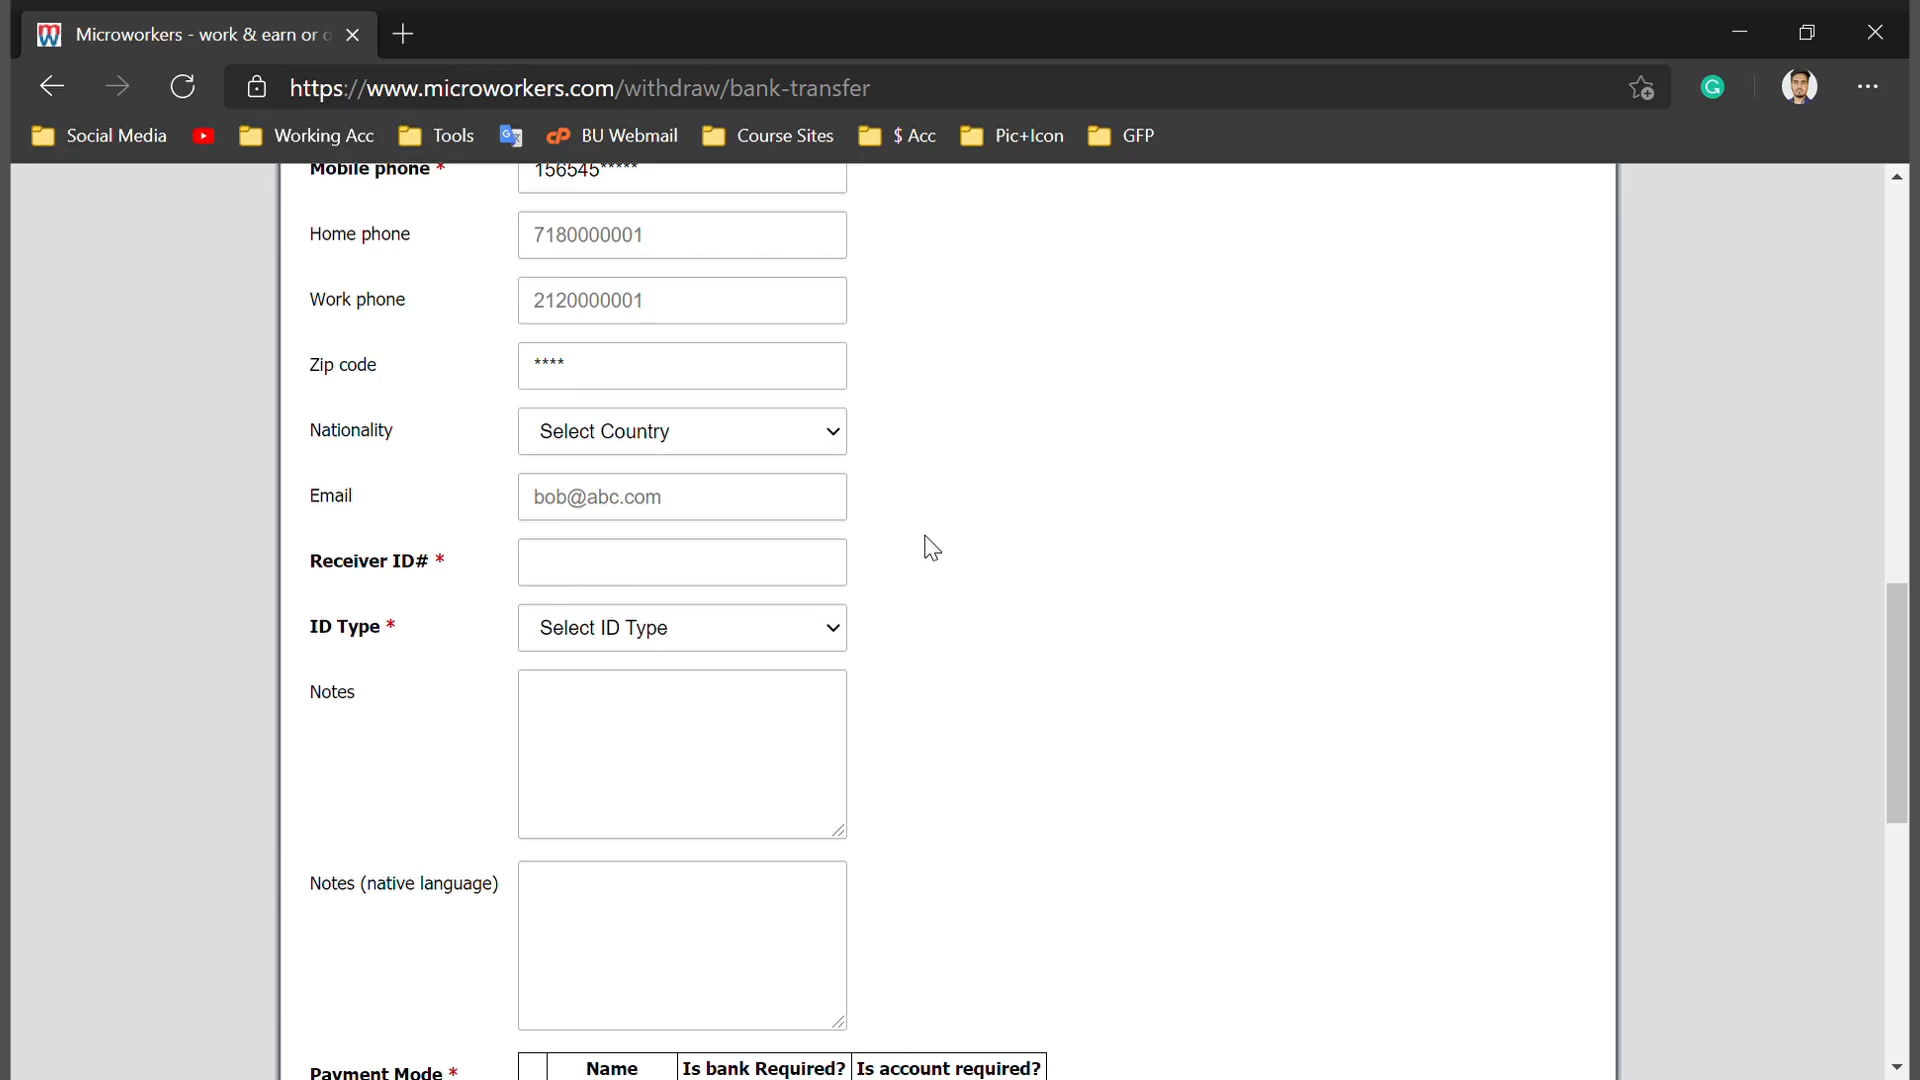 Microworkers - work & earn or o
https://www.microworkers.com/withdraw/bank-transfer
G
Social Media Working Acc Tools BU Webmail Course Sites $ Acc Pic+Icon GFP
Mobile phone * 156545*****
Home phone 7180000001
Work phone 2120000001
Zip code ****
Nationality Select Country
Email bob@abc.com
Receiver ID# *
ID Type * Select ID Type
Notes
Notes (native language)
Payment Mode * Name Is bank Required? Is account required?